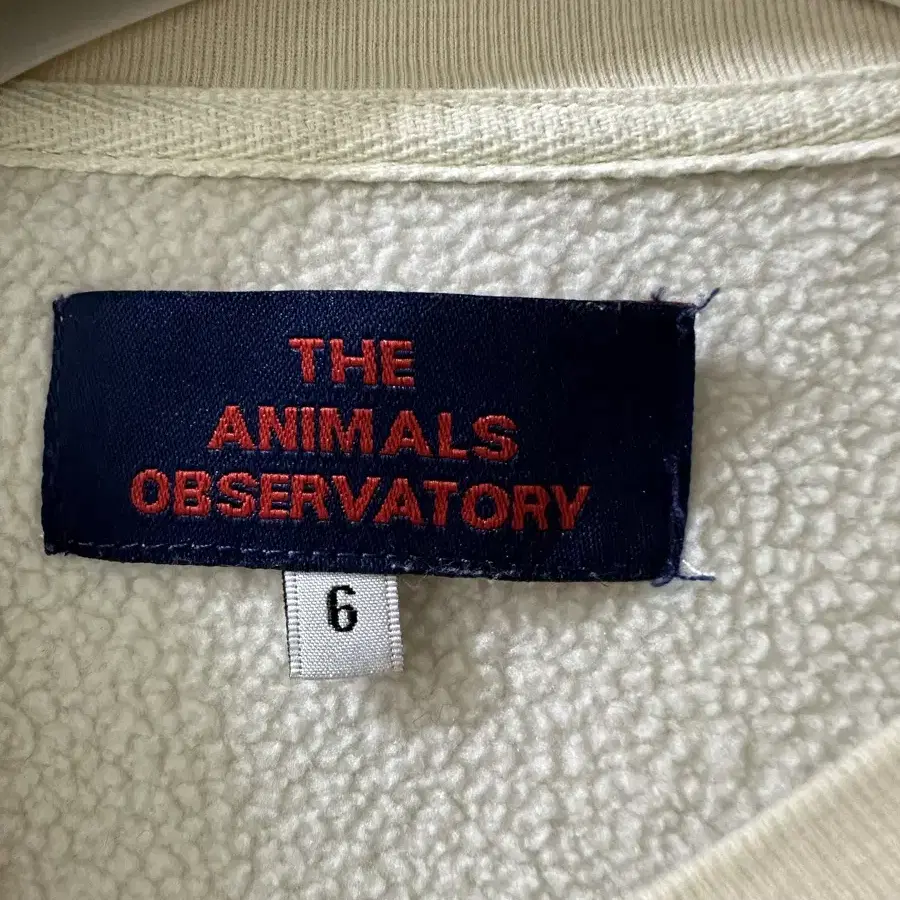 THE
ANIMALS
OBSERVATORY
6